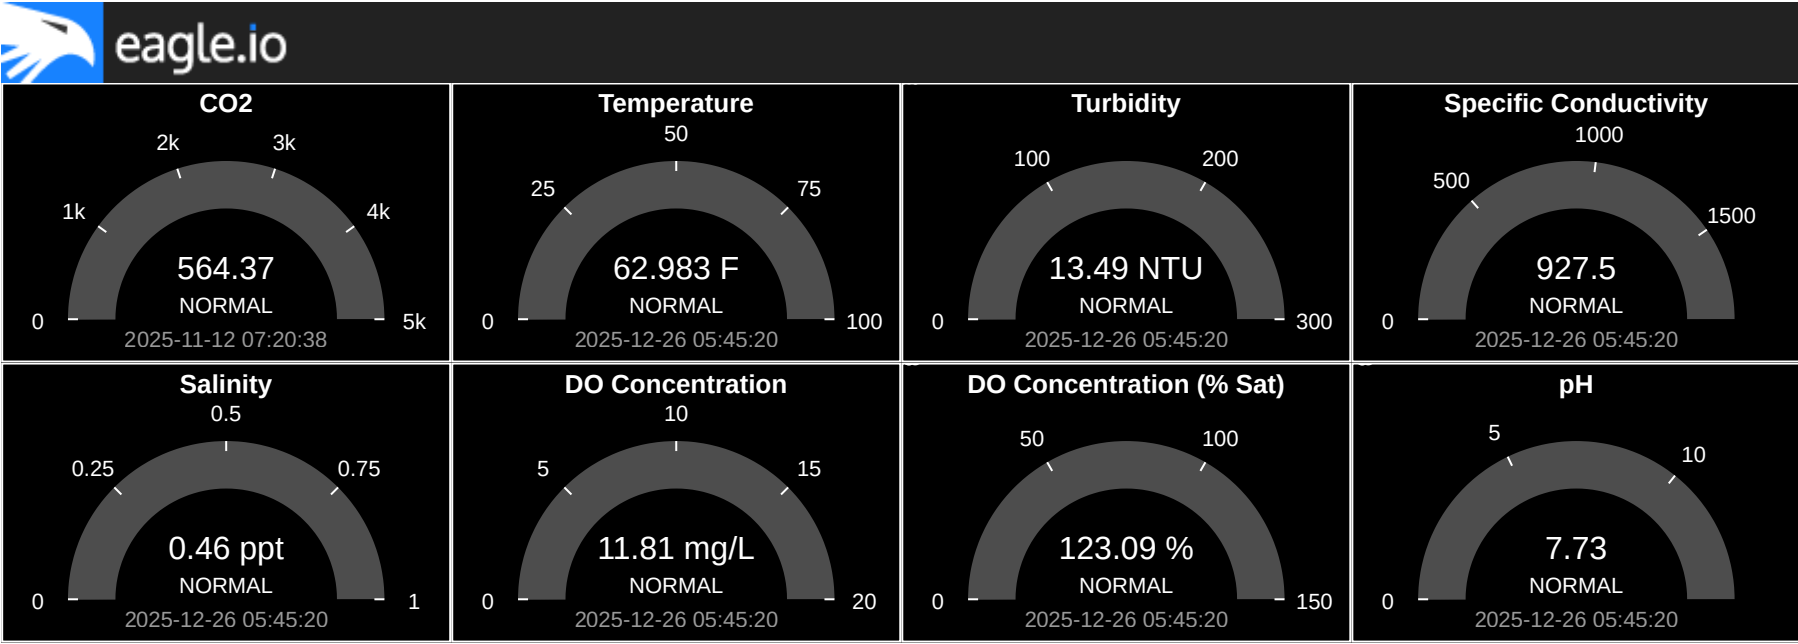 eagle.io
CO2
0
1k
2k
3k
4k
5k
564.37
NORMAL
2025-11-12 07:20:38
Temperature
0
25
50
75
100
62.983 F
NORMAL
2025-12-26 05:45:20
Turbidity
0
100
200
300
13.49 NTU
NORMAL
2025-12-26 05:45:20
Specific Conductivity
0
500
1000
1500
927.5
NORMAL
2025-12-26 05:45:20
Salinity
0
0.25
0.5
0.75
1
0.46 ppt
NORMAL
2025-12-26 05:45:20
DO Concentration
0
5
10
15
20
11.81 mg/L
NORMAL
2025-12-26 05:45:20
DO Concentration (% Sat)
0
50
100
150
123.09 %
NORMAL
2025-12-26 05:45:20
pH
0
5
10
7.73
NORMAL
2025-12-26 05:45:20